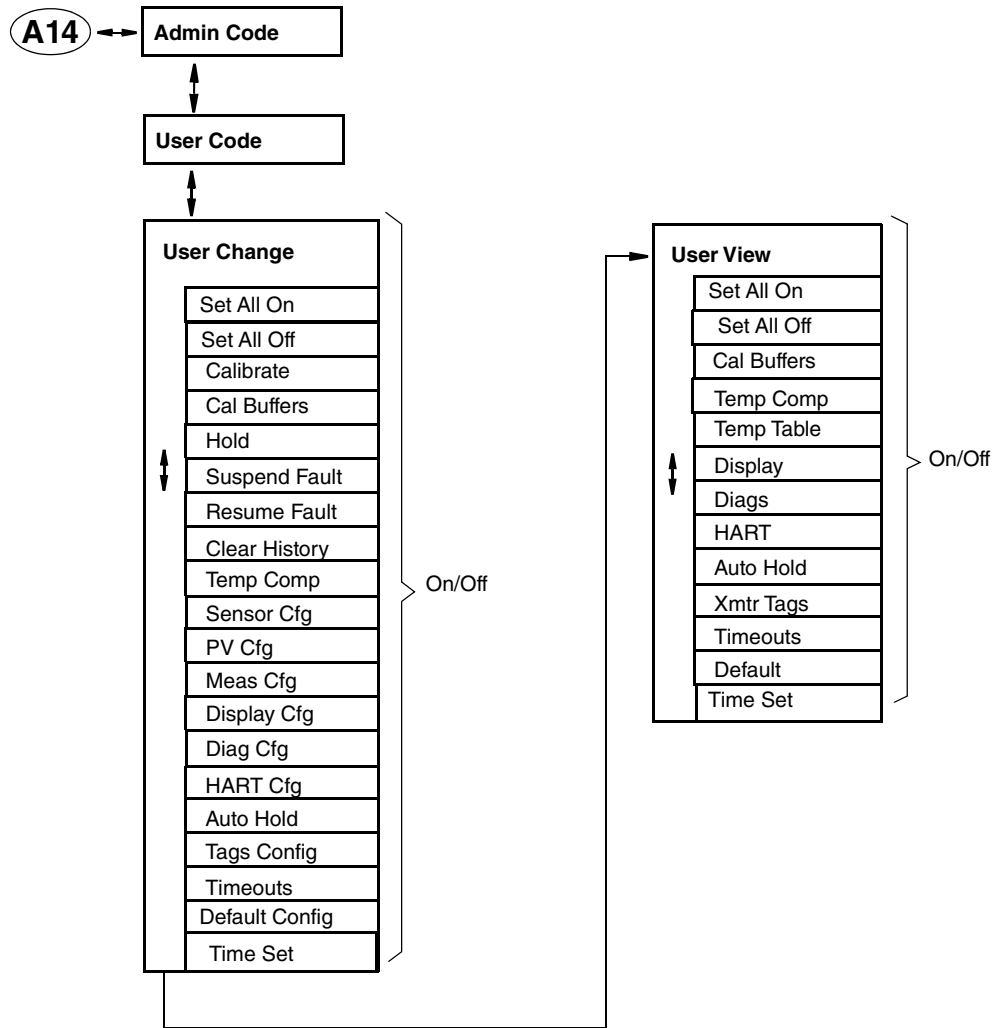 A14
Admin Code
User Code
User Change
Set All On
Set All Off
Calibrate
Cal Buffers
Hold
Suspend Fault
Resume Fault
Clear History
Temp Comp
Sensor Cfg
PV Cfg
Meas Cfg
Display Cfg
Diag Cfg
HART Cfg
Auto Hold
Tags Config
Timeouts
Default Config
Time Set
On/Off
User View
Set All On
Set All Off
Cal Buffers
Temp Comp
Temp Table
Display
Diags
HART
Auto Hold
Xmtr Tags
Timeouts
Default
Time Set
On/Off